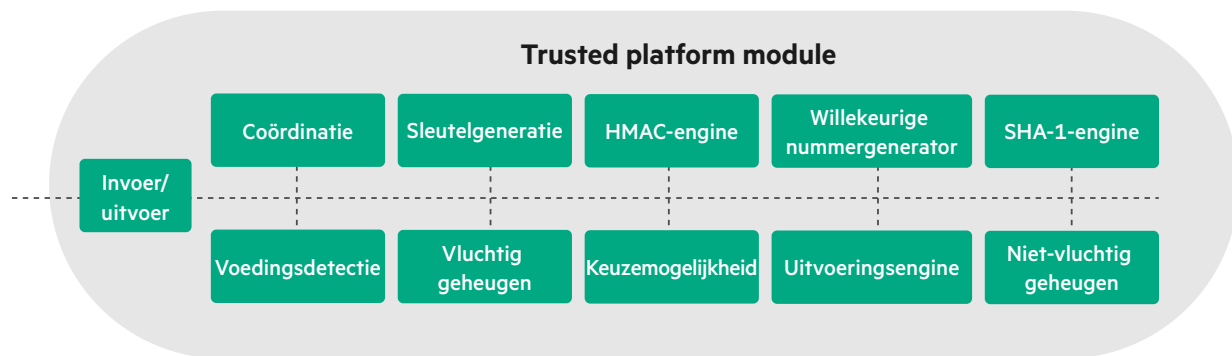 Trusted platform module
Coördinatie
Sleutelgeneratie
HMAC-engine
Willekeurige
nummergenerator
SHA-1-engine
Invoer/
uitvoer
Voedingsdetectie
Vluchtig
geheugen
Keuzemogelijkheid
Uitvoeringsengine
Niet-vluchtig
geheugen